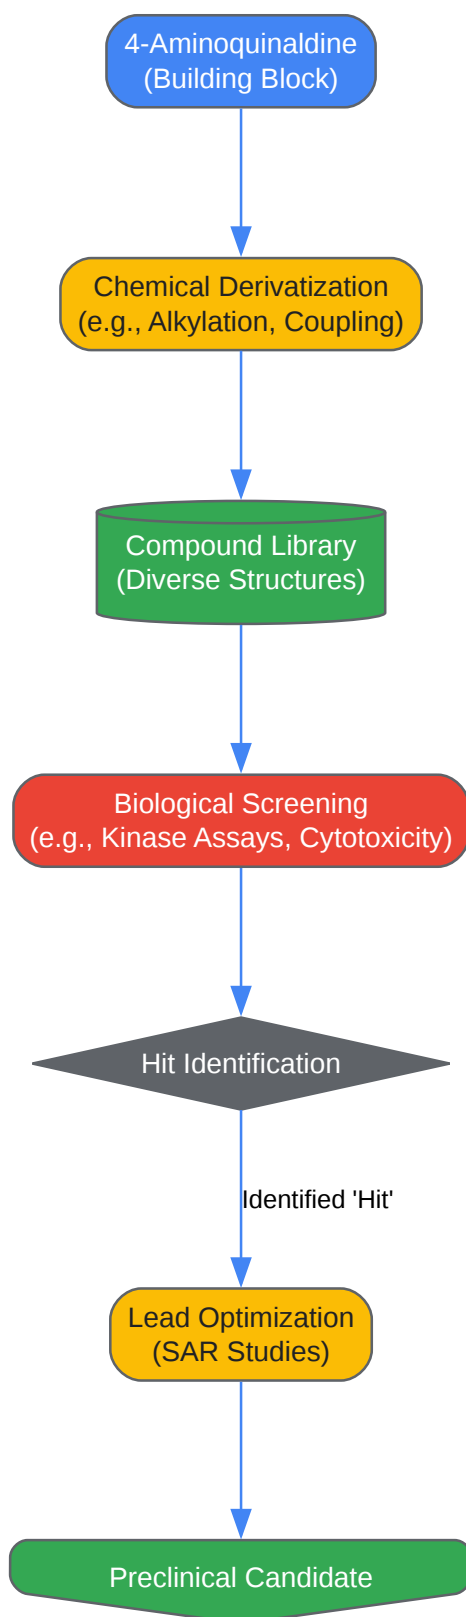 4-Aminoquinaldine
(Building Block)
Chemical Derivatization
(e.g., Alkylation, Coupling)
Compound Library
(Diverse Structures)
Biological Screening
(e.g., Kinase Assays, Cytotoxicity)
Hit Identification
Identified 'Hit'
Lead Optimization
(SAR Studies)
Preclinical Candidate